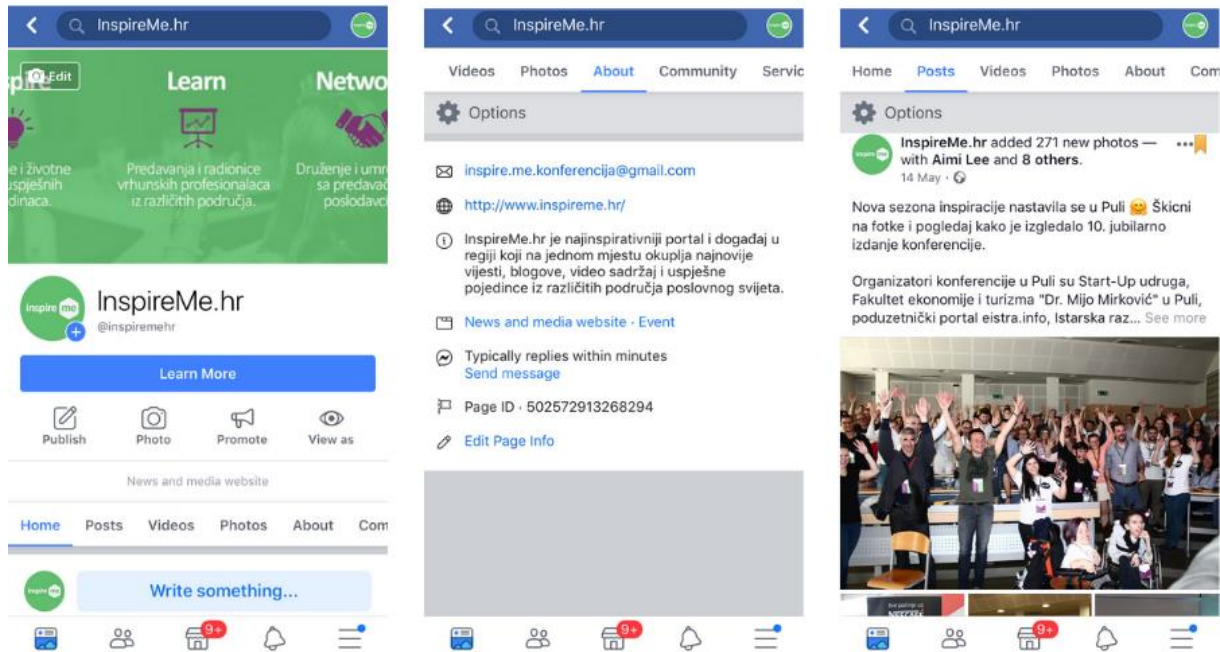 InspireMe.hr
Edit
Learn
Netwo
e i životne
uspješnih
dinaca.
Predavanja i radionice
vrhunskih profesionalaca
iz različitih područja.
Druženje i umr
sa predavač
poslodavci
inspire me
InspireMe.hr
@inspiremehr
Learn More
Publish
Photo
Promote
View as
News and media website
Home
Posts
Videos
Photos
About
Com
Write something...
9+
InspireMe.hr
Videos
Photos
About
Community
Servic
Options
inspire.me.konferencija@gmail.com
http://www.inspireme.hr/
InspireMe.hr je najinspirativniji portal i događaj u
regiji koji na jednom mjestu okuplja najnovije
vijesti, blogove, video sadržaj i uspješne
pojedince iz različitih područja poslovnog svijeta.
News and media website · Event
Typically replies within minutes
Send message
Page ID · 502572913268294
Edit Page Info
9+
InspireMe.hr
Home
Posts
Videos
Photos
About
Com
Options
InspireMe.hr added 271 new photos —
with Aimi Lee and 8 others.
14 May ·
Nova sezona inspiracije nastavila se u Puli 🤗 Škicni
na fotke i pogledaj kako je izgledalo 10. jubilarno
izdanje konferencije.
Organizatori konferencije u Puli su Start-Up udruga,
Fakultet ekonomije i turizma "Dr. Mijo Mirković" u Puli,
poduzetnički portal eistra.info, Istarska raz... See more
9+